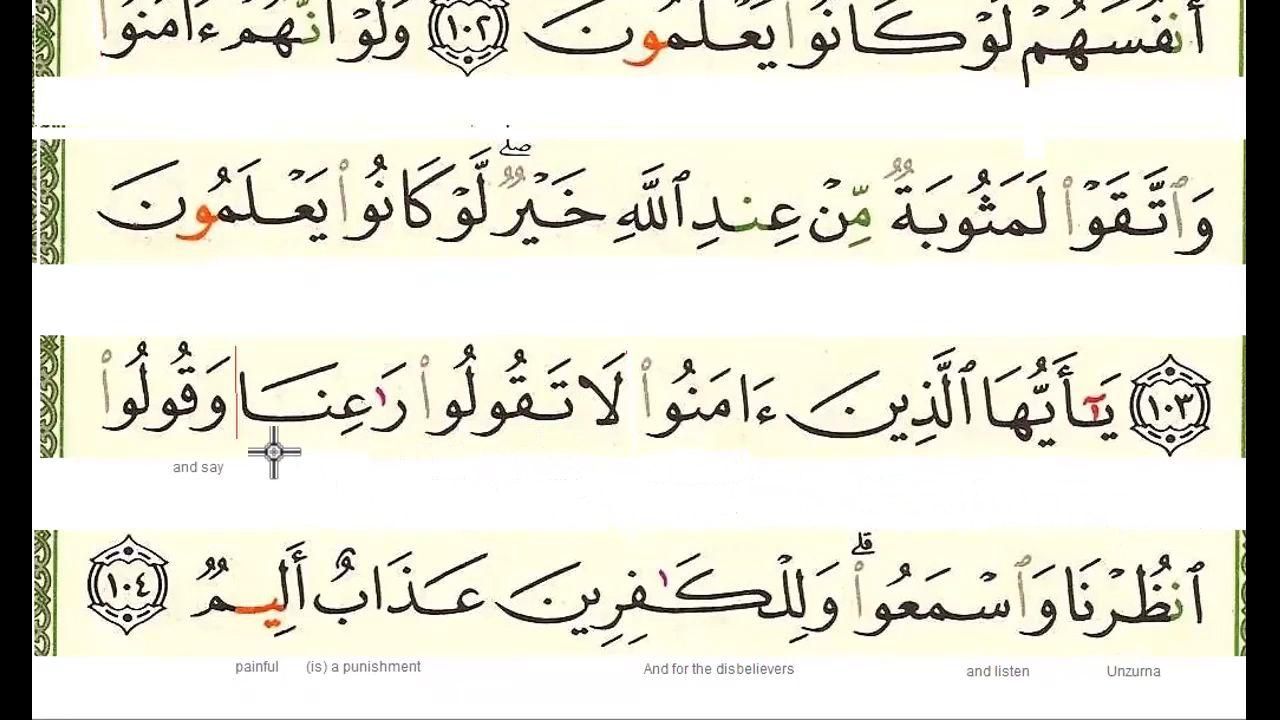 أَنفُسَهُمْ لَوْ كَانُوا۟ يَعْلَمُونَ ١٠٢ وَلَوْ أَنَّهُمْ ءَامَنُوا۟
وَٱتَّقَوْا۟ لَمَثُوبَةٌ مِّنْ عِندِ ٱللَّهِ خَيْرٌ ۖ لَّوْ كَانُوا۟ يَعْلَمُونَ
١٠٣ يَـٰٓأَيُّهَا ٱلَّذِينَ ءَامَنُوا۟ لَا تَقُولُوا۟ رَٰعِنَا وَقُولُوا۟
and say
ٱنظُرْنَا وَٱسْمَعُوا۟ ۗ وَلِلْكَـٰفِرِينَ عَذَابٌ أَلِيمٌ ١٠٤
painful (is) a punishment And for the disbelievers and listen Unzurna